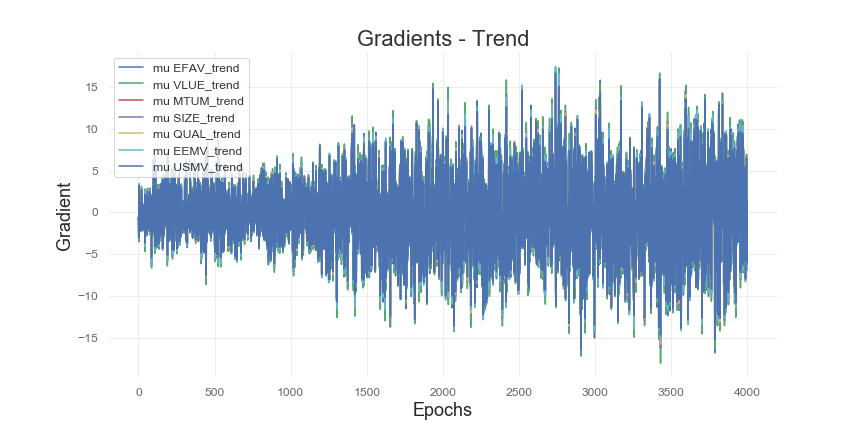 Gradients - Trend
mu EFAV_trend
mu VLUE_trend
mu MTUM_trend
mu SIZE_trend
mu QUAL_trend
mu EEMV_trend
mu USMV_trend
Gradient
15
10
5
0
−5
−10
−15
0 500 1000 1500 2000 2500 3000 3500 4000
Epochs